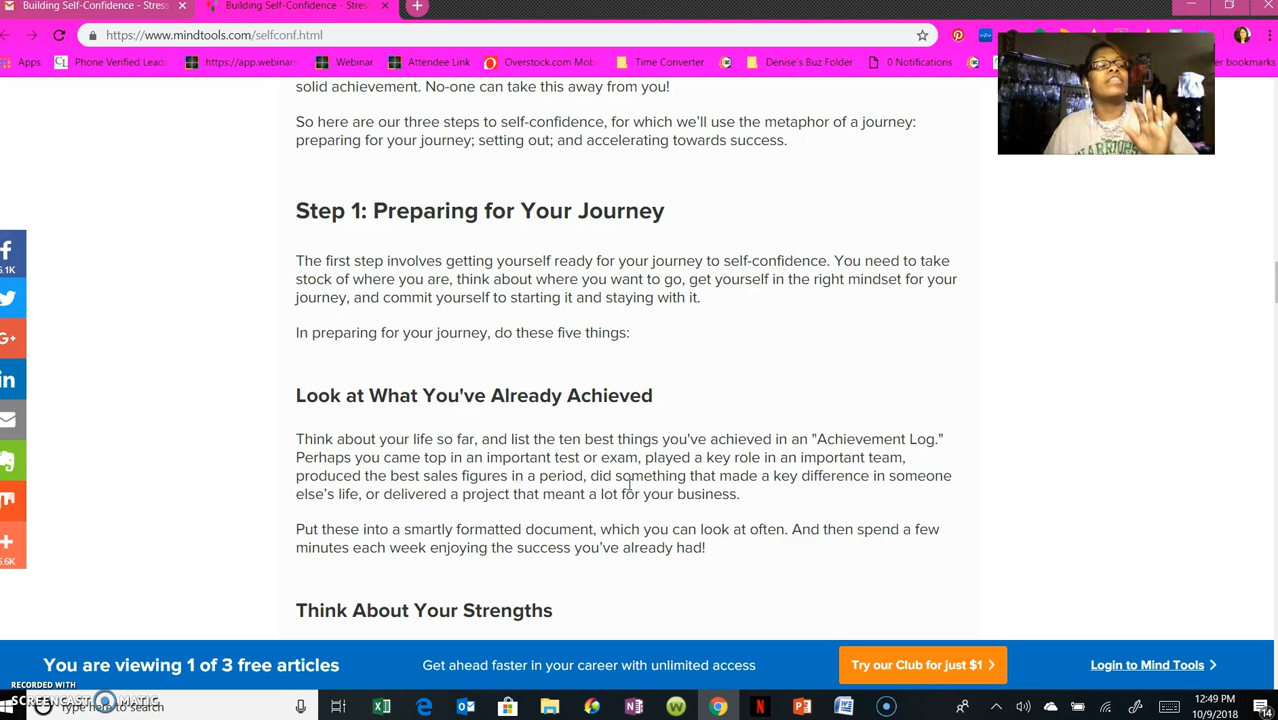 Building Self-Confidence - Stress
Building Self-Confidence - Stres
https://www.mindtools.com/selfconf.html
Apps
Phone Verified Leads
https://app.webinar
Webinar
Attendee Link
Overstock.com Mob
Time Converter
Denise's Buz Folder
0 Notifications
er bookmarks
solid achievement. No-one can take this away from you!
So here are our three steps to self-confidence, for which we'll use the metaphor of a journey:
preparing for your journey; setting out; and accelerating towards success.
WARRIORS
Step 1: Preparing for Your Journey
The first step involves getting yourself ready for your journey to self-confidence. You need to take
stock of where you are, think about where you want to go, get yourself in the right mindset for your
journey, and commit yourself to starting it and staying with it.
In preparing for your journey, do these five things:
Look at What You've Already Achieved
Think about your life so far, and list the ten best things you've achieved in an "Achievement Log."
Perhaps you came top in an important test or exam, played a key role in an important team,
produced the best sales figures in a period, did something that made a key difference in someone
else's life, or delivered a project that meant a lot for your business.
Put these into a smartly formatted document, which you can look at often. And then spend a few
minutes each week enjoying the success you've already had!
Think About Your Strengths
You are viewing 1 of 3 free articles
Get ahead faster in your career with unlimited access
Try our Club for just $1
Login to Mind Tools
RECORDED WITH
SCREENCAST MATIC
Type here to search
12:49 PM
10/9/2018
14